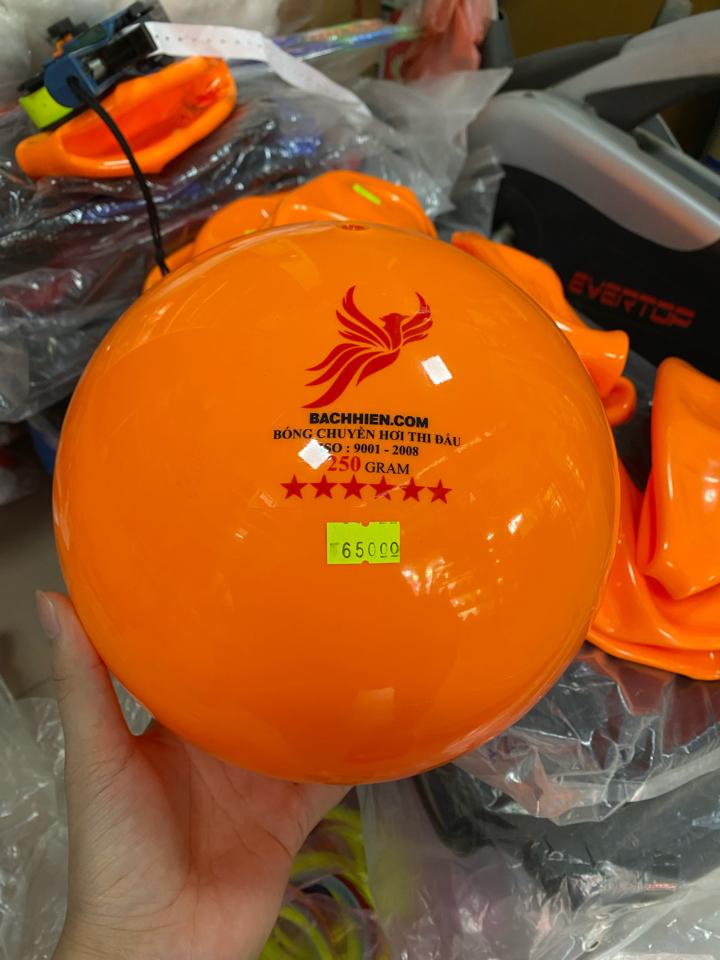 EVERTOP
BACHHIEN.COM
BÓNG CHUYỀN HƠI THI ĐẤU
ISO : 9001 - 2008
250 GRAM
₸65000